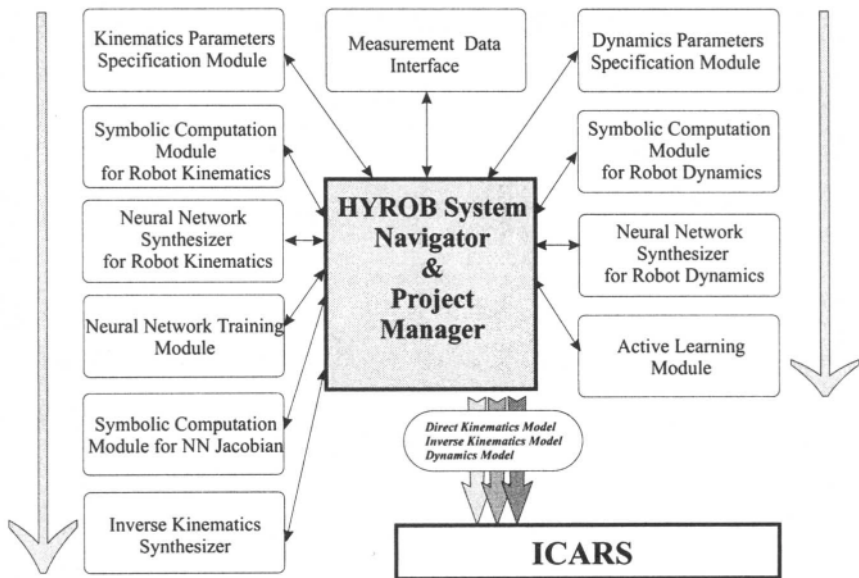 Kinematics Parameters
Specification Module
Measurement Data
Interface
Dynamics Parameters
Specification Module
Symbolic Computation
Module
for Robot Kinematics
Symbolic Computation
Module
for Robot Dynamics
HYROB System
Navigator
&
Project
Manager
Neural Network
Synthesizer
for Robot Kinematics
Neural Network
Synthesizer
for Robot Dynamics
Neural Network Training
Module
Active Learning
Module
Symbolic Computation
Module for NN Jacobian
Direct Kinematics Model
Inverse Kinematics Model
Dynamics Model
Inverse Kinematics
Synthesizer
ICARS